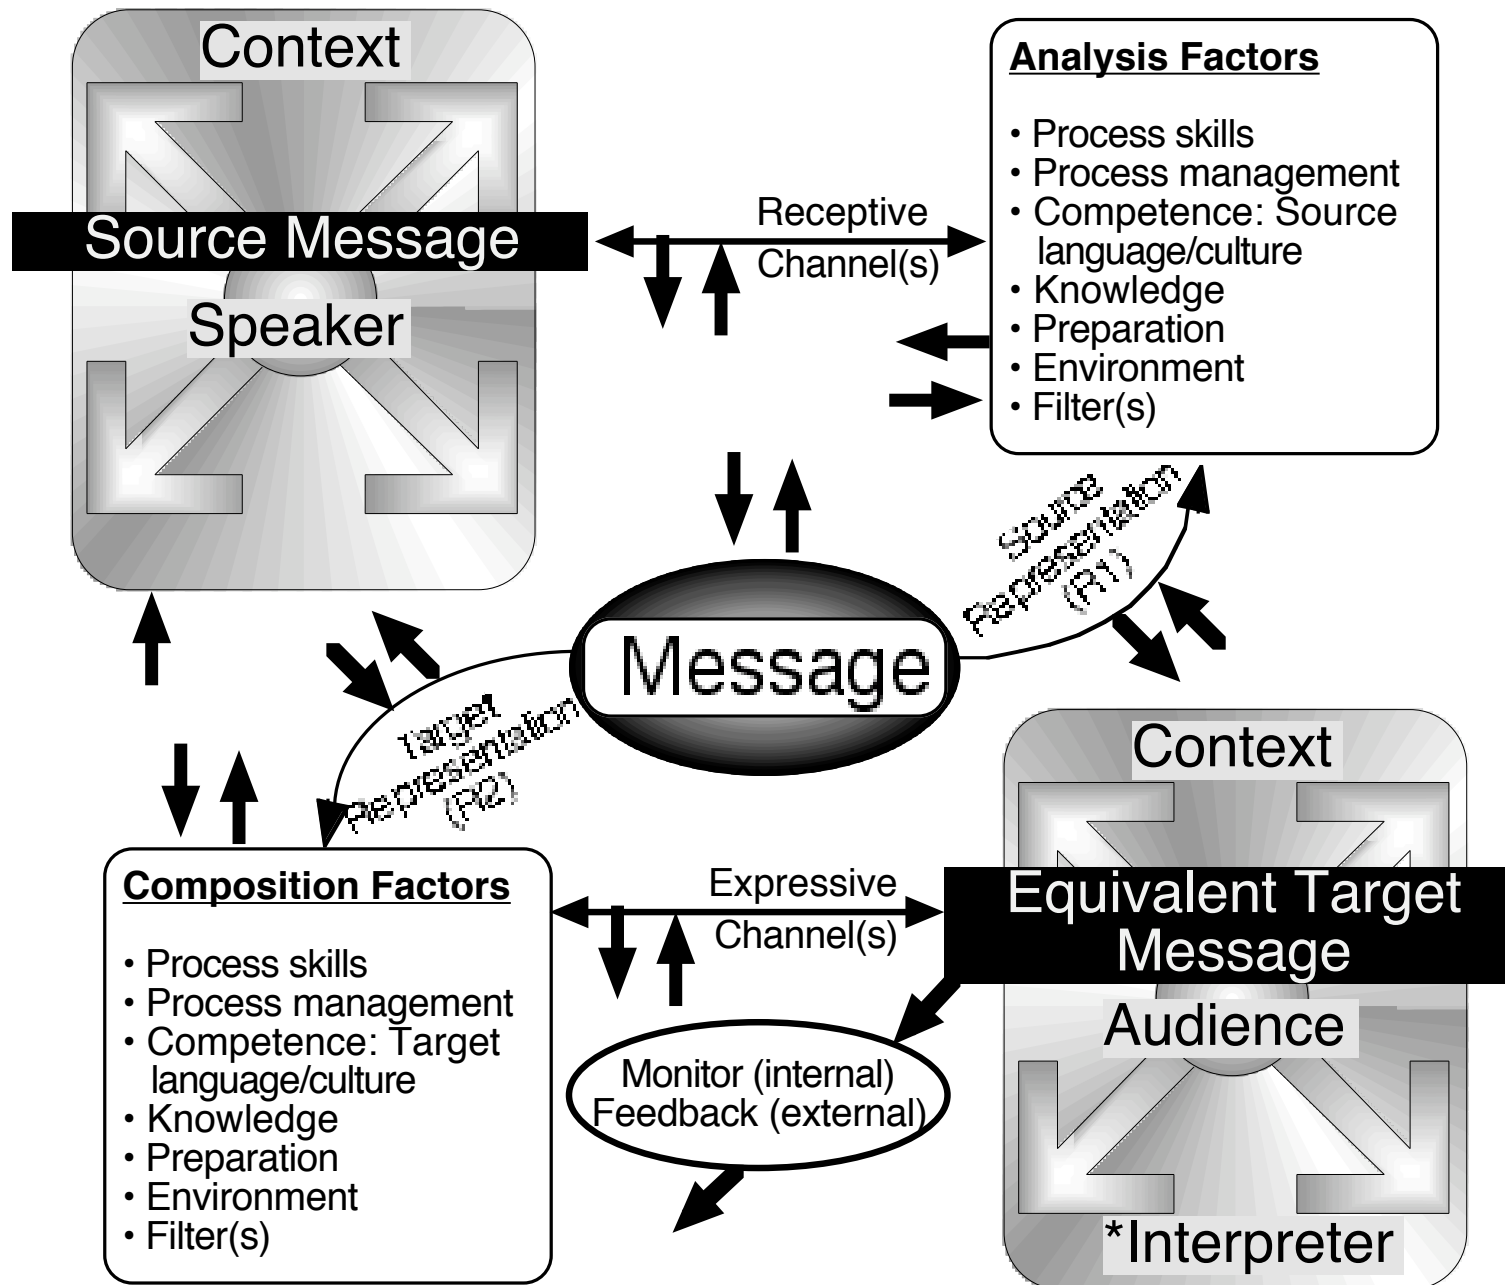 Context
Source Message
Speaker
Receptive
Channel(s)
Analysis Factors
• Process skills
• Process management
• Competence: Source
language/culture
• Knowledge
• Preparation
• Environment
• Filter(s)
Source
Representation
(R1)
Message
Target
Representation
(R2)
Composition Factors
• Process skills
• Process management
• Competence: Target
language/culture
• Knowledge
• Preparation
• Environment
• Filter(s)
Expressive
Channel(s)
Monitor (internal)
Feedback (external)
Context
Equivalent Target
Message
Audience
*Interpreter